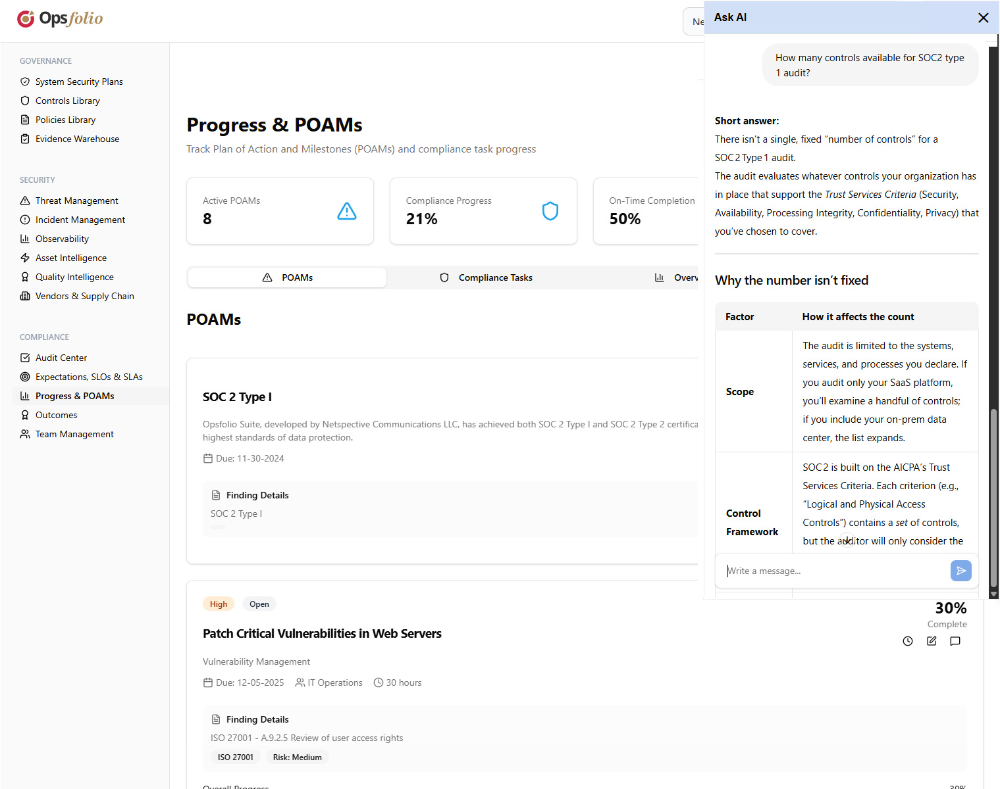 Opsfolio
GOVERNANCE
System Security Plans
Controls Library
Policies Library
Evidence Warehouse
SECURITY
Threat Management
Incident Management
Observability
Asset Intelligence
Quality Intelligence
Vendors & Supply Chain
COMPLIANCE
Audit Center
Expectations, SLOs & SLAs
Progress & POAMs
Outcomes
Team Management
Progress & POAMs
Track Plan of Action and Milestones (POAMs) and compliance task progress
Active POAMs
8
Compliance Progress
21%
On-Time Completion
50%
POAMs
Compliance Tasks
Overv
POAMs
SOC 2 Type I
Opsfolio Suite, developed by Netspective Communications LLC, has achieved both SOC 2 Type I and SOC 2 Type 2 certifica
highest standards of data protection.
Due: 11-30-2024
Finding Details
SOC 2 Type I
High
Open
30%
Complete
Patch Critical Vulnerabilities in Web Servers
Vulnerability Management
Due: 12-05-2025
IT Operations
30 hours
Finding Details
ISO 27001 - A.9.2.5 Review of user access rights
ISO 27001
Risk: Medium
Overall Progress
30%
Ne
Ask AI
How many controls available for SOC2 type
1 audit?
Short answer:
There isn’t a single, fixed “number of controls” for a
SOC 2 Type 1 audit.
The audit evaluates whatever controls your organization has
in place that support the Trust Services Criteria (Security,
Availability, Processing Integrity, Confidentiality, Privacy) that
you’ve chosen to cover.
Why the number isn’t fixed
Factor
How it affects the count
Scope
The audit is limited to the systems,
services, and processes you declare. If
you audit only your SaaS platform,
you’ll examine a handful of controls;
if you include your on-prem data
center, the list expands.
Control
Framework
SOC 2 is built on the AICPA’s Trust
Services Criteria. Each criterion (e.g.,
“Logical and Physical Access
Controls”) contains a set of controls,
but the auditor will only consider the
Write a message...